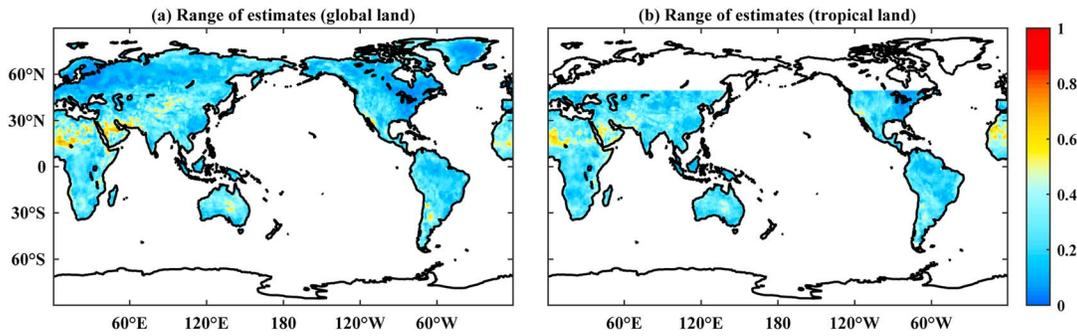 (a) Range of estimates (global land)
(b) Range of estimates (tropical land)
60°N
30°N
0
30°S
60°S
60°E 120°E 180 120°W 60°W
60°E 120°E 180 120°W 60°W
1
0.8
0.6
0.4
0.2
0